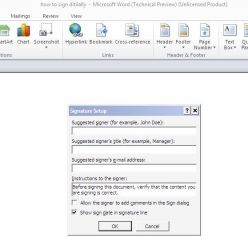 how to sign ditially - Microsoft Word (Technical Preview) (Unlicensed Product)
Mailings Review View
Chart Screenshot Hyperlink Bookmark Cross-reference Header Footer Page Number Text Box
Links Header & Footer
Signature Setup
Suggested signer (for example, John Doe):
Suggested signer's title (for example, Manager):
Suggested signer's e-mail address:
Instructions to the signer:
Before signing this document, verify that the content you are signing is correct.
Allow the signer to add comments in the Sign dialog
Show sign date in signature line
OK Cancel